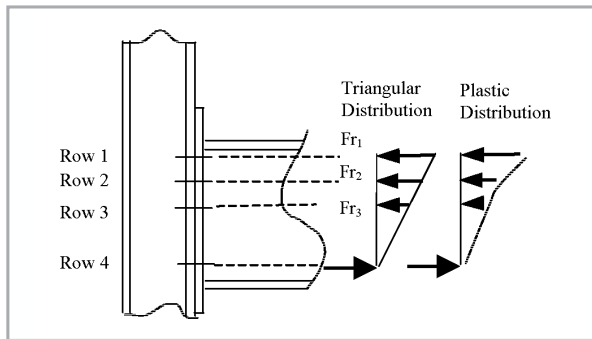 Triangular
Distribution
Plastic
Distribution
Fr1
Row 1
Fr2
Row 2
Fr3
Row 3
Row 4